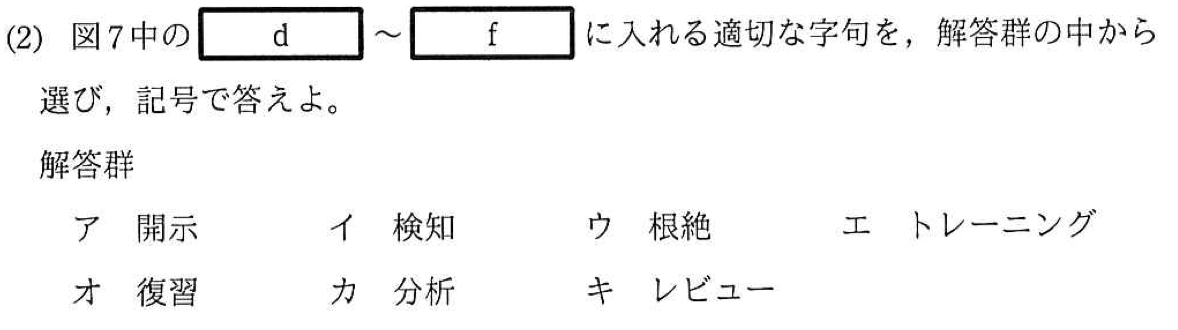 (2) 図7中の d ～ f に入れる適切な字句を，解答群の中から
選び，記号で答えよ。
解答群
ア 開示 イ 検知 ウ 根絶 エ トレーニング
オ 復習 カ 分析 キ レビュー